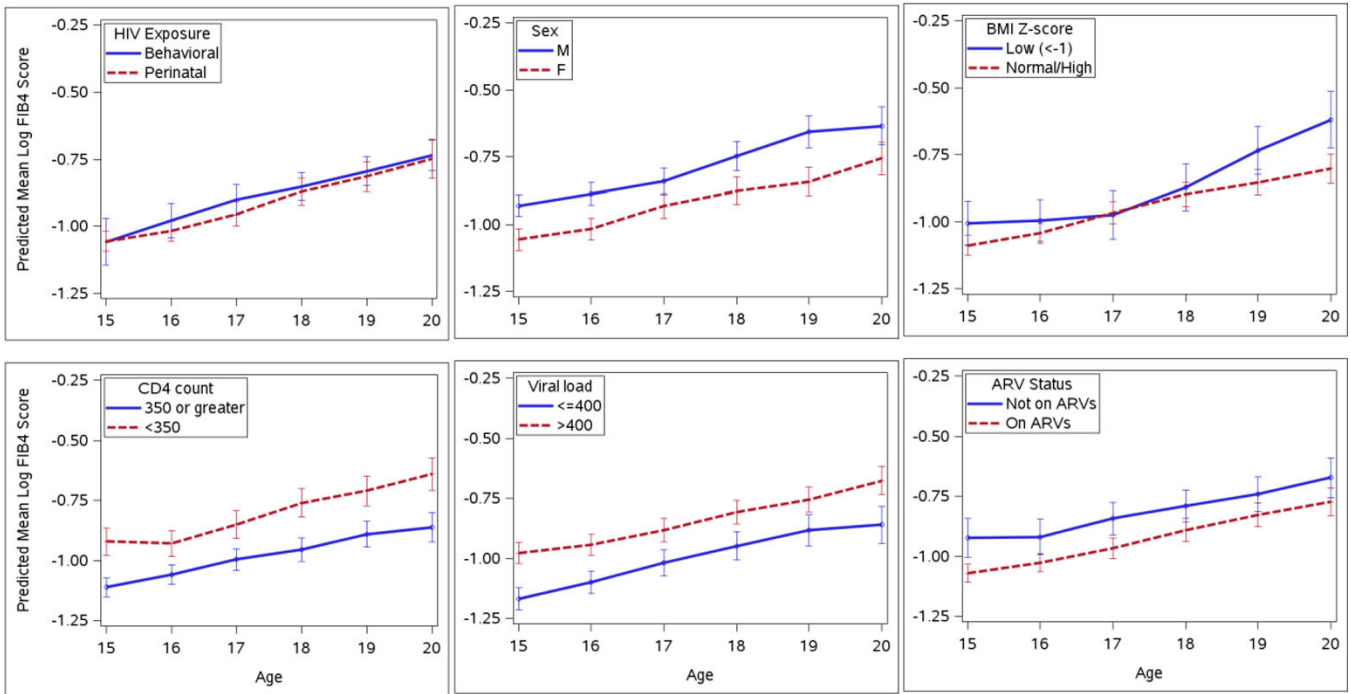 HIV Exposure
Behavioral
Perinatal
Predicted Mean Log FIB4 Score
-0.25
-0.50
-0.75
-1.00
-1.25
15 16 17 18 19 20
Sex
M
F
-0.25
-0.50
-0.75
-1.00
-1.25
15 16 17 18 19 20
BMI Z-score
Low (<-1)
Normal/High
-0.25
-0.50
-0.75
-1.00
-1.25
15 16 17 18 19 20
CD4 count
350 or greater
<350
Predicted Mean Log FIB4 Score
-0.25
-0.50
-0.75
-1.00
-1.25
15 16 17 18 19 20
Age
Viral load
<=400
>400
-0.25
-0.50
-0.75
-1.00
-1.25
15 16 17 18 19 20
Age
ARV Status
Not on ARVs
On ARVs
-0.25
-0.50
-0.75
-1.00
-1.25
15 16 17 18 19 20
Age